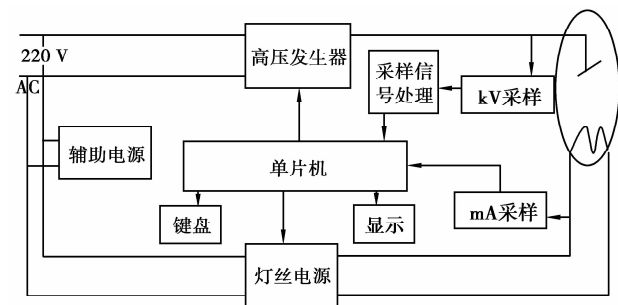 220 V
AC
高压发生器
采样信
号处理
kV采样
辅助电源
单片机
键盘
显示
mA采样
灯丝电源